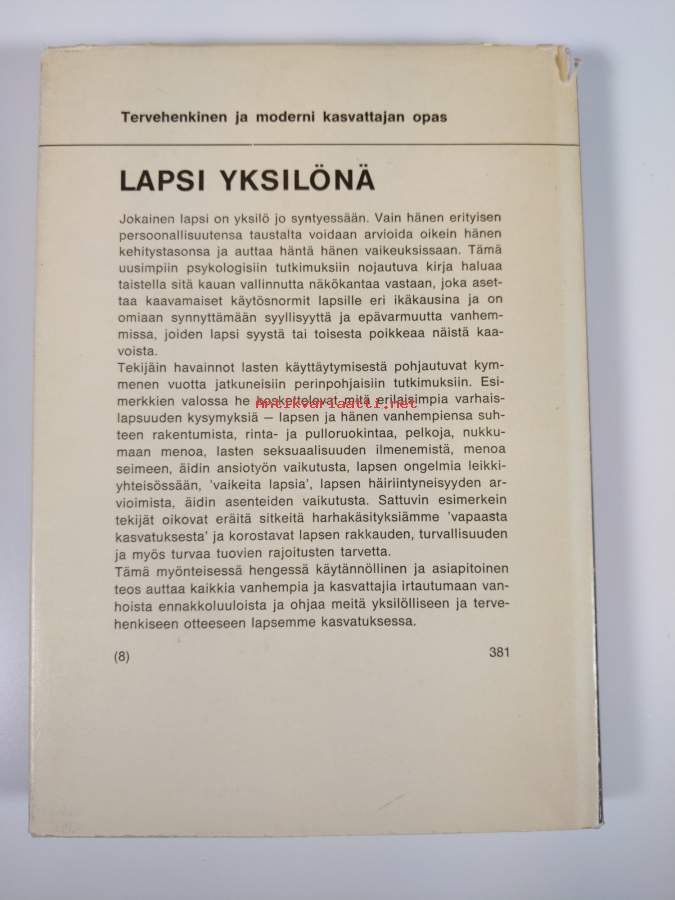 Tervehenkinen ja moderni kasvattajan opas
LAPSI YKSILÖNÄ
Jokainen lapsi on yksilö jo syntyessään. Vain hänen erityisen
persoonallisuutensa taustalta voidaan arvioida oikein hänen
kehitystasonsa ja auttaa häntä hänen vaikeuksissaan. Tämä
uusimpiin psykologisiin tutkimuksiin nojautuva kirja haluaa
taistella sitä kauan vallinnutta näkökantaa vastaan, joka aset-
taa kaavamaiset käytösnormit lapsille eri ikäkausina ja on
omiaan synnyttämään syyllisyyttä ja epävarmuutta vanhem-
missa, joiden lapsi syystä tai toisesta poikkeaa näistä kaa-
voista.
Tekijäin havainnot lasten käyttäytymisestä pohjautuvat kym-
menen vuotta jatkuneisiin perinpohjaisiin tutkimuksiin. Esi-
merkkien valossa he koskettelevat mitä erilaisimpia varhais-
Antikvariaatti.net
lapsuuden kysymyksiä – lapsen ja hänen vanhempiensa suh-
teen rakentumista, rinta- ja pulloruokintaa, pelkoja, nukku-
maan menoa, lasten seksuaalisuuden ilmenemistä, menoa
seimeen, äidin ansiotyön vaikutusta, lapsen ongelmia leikki-
yhteisössään, 'vaikeita lapsia', lapsen häiriintyneisyyden ar-
vioimista, äidin asenteiden vaikutusta. Sattuvin esimerkein
tekijät oikovat eräitä sitkeitä harhakäsityksiämme 'vapaasta
kasvatuksesta' ja korostavat lapsen rakkauden, turvallisuuden
ja myös turvaa tuovien rajoitusten tarvetta.
Tämä myönteisessä hengessä käytännöllinen ja asiapitoinen
teos auttaa kaikkia vanhempia ja kasvattajia irtautumaan van-
hoista ennakkoluuloista ja ohjaa meitä yksilölliseen ja terve-
henkiseen otteeseen lapsemme kasvatuksessa.
(8) 381